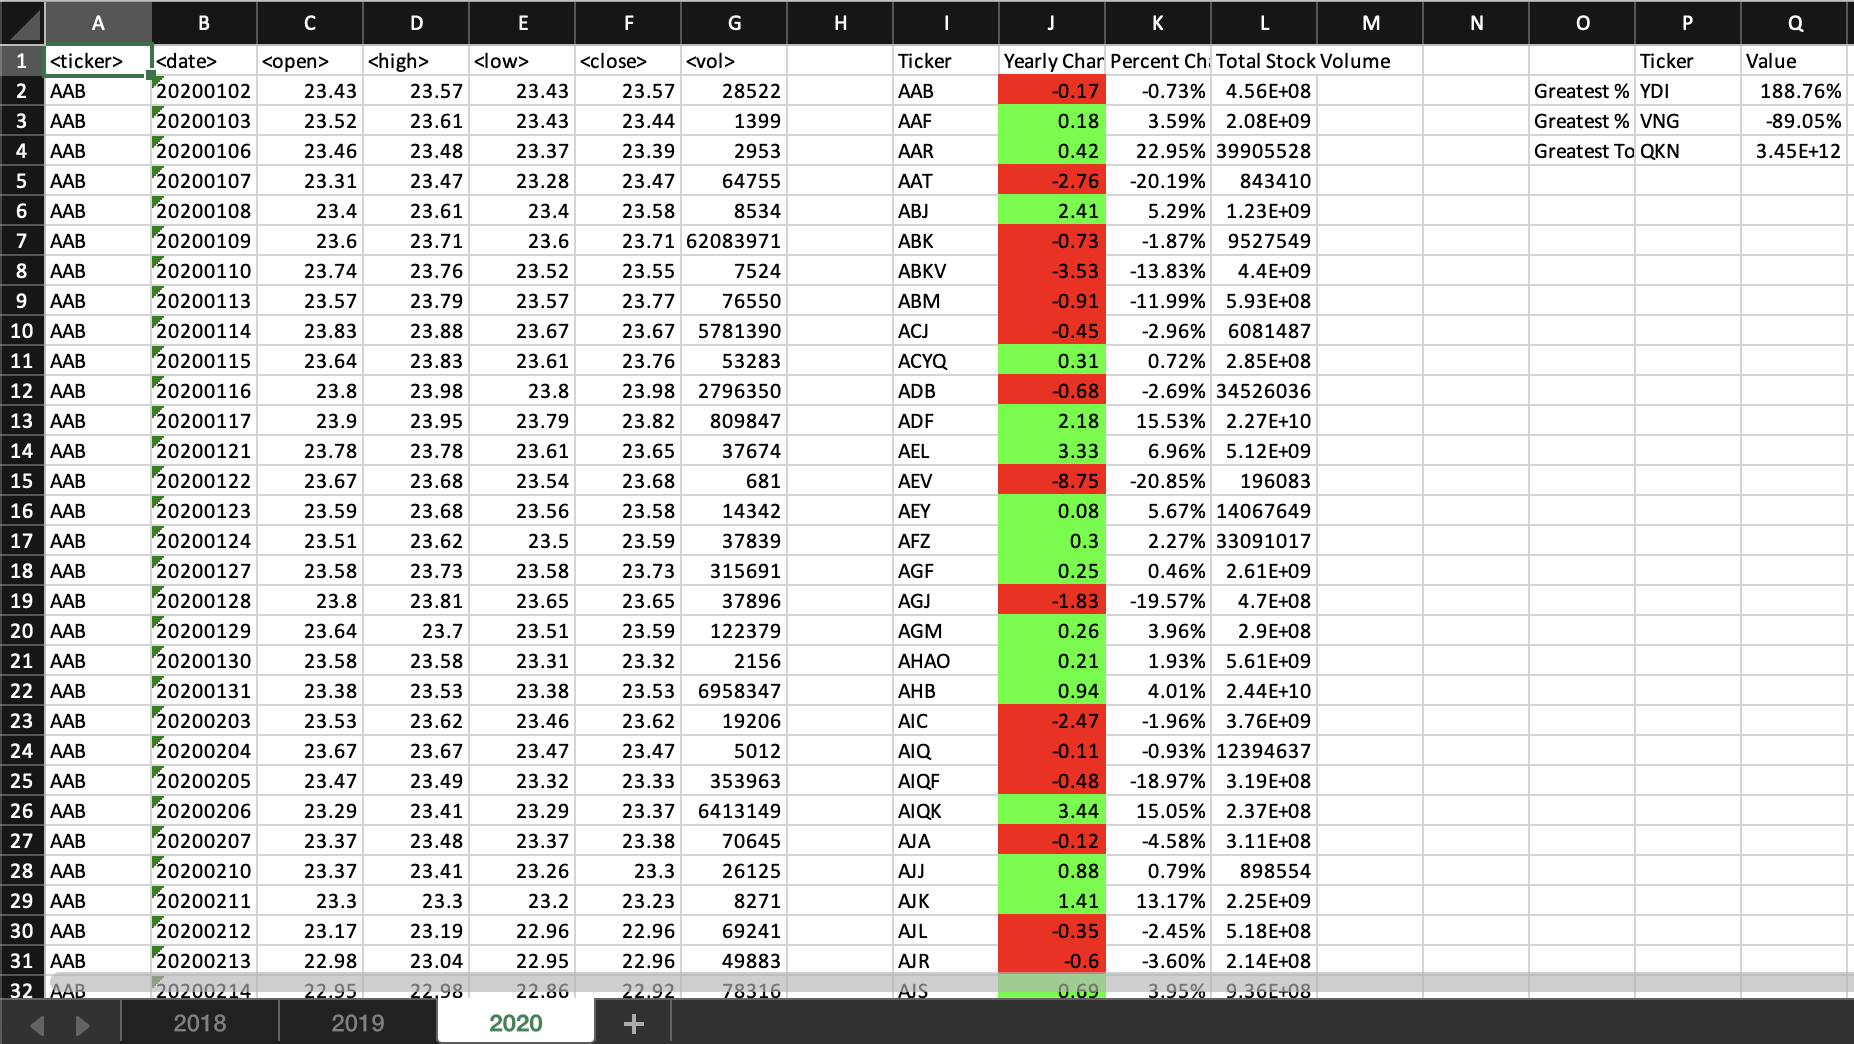 A B C D E F G H I J K L M N O P Q
1 <ticker> <date> <open> <high> <low> <close> <vol> Ticker Yearly Chan Percent Ch Total Stock Volume Ticker Value
2 AAB 20200102 23.43 23.57 23.43 23.57 28522 AAB -0.17 -0.73% 4.56E+08 Greatest % YDI 188.76%
3 AAB 20200103 23.52 23.61 23.43 23.44 1399 AAF 0.18 3.59% 2.08E+09 Greatest % VNG -89.05%
4 AAB 20200106 23.46 23.48 23.37 23.39 2953 AAR 0.42 22.95% 39905528 Greatest To QKN 3.45E+12
5 AAB 20200107 23.31 23.47 23.28 23.47 64755 AAT -2.76 -20.19% 843410
6 AAB 20200108 23.4 23.61 23.4 23.58 8534 ABJ 2.41 5.29% 1.23E+09
7 AAB 20200109 23.6 23.71 23.6 23.71 62083971 ABK -0.73 -1.87% 9527549
8 AAB 20200110 23.74 23.76 23.52 23.55 7524 ABKV -3.53 -13.83% 4.4E+09
9 AAB 20200113 23.57 23.79 23.57 23.77 76550 ABM -0.91 -11.99% 5.93E+08
10 AAB 20200114 23.83 23.88 23.67 23.67 5781390 ACJ -0.45 -2.96% 6081487
11 AAB 20200115 23.64 23.83 23.61 23.76 53283 ACYQ 0.31 0.72% 2.85E+08
12 AAB 20200116 23.8 23.98 23.8 23.98 2796350 ADB -0.68 -2.69% 34526036
13 AAB 20200117 23.9 23.95 23.79 23.82 809847 ADF 2.18 15.53% 2.27E+10
14 AAB 20200121 23.78 23.78 23.61 23.65 37674 AEL 3.33 6.96% 5.12E+09
15 AAB 20200122 23.67 23.68 23.54 23.68 681 AEV -8.75 -20.85% 196083
16 AAB 20200123 23.59 23.68 23.56 23.58 14342 AEY 0.08 5.67% 14067649
17 AAB 20200124 23.51 23.62 23.5 23.59 37839 AFZ 0.3 2.27% 33091017
18 AAB 20200127 23.58 23.73 23.58 23.73 315691 AGF 0.25 0.46% 2.61E+09
19 AAB 20200128 23.8 23.81 23.65 23.65 37896 AGJ -1.83 -19.57% 4.7E+08
20 AAB 20200129 23.64 23.7 23.51 23.59 122379 AGM 0.26 3.96% 2.9E+08
21 AAB 20200130 23.58 23.58 23.31 23.32 2156 AHAO 0.21 1.93% 5.61E+09
22 AAB 20200131 23.38 23.53 23.38 23.53 6958347 AHB 0.94 4.01% 2.44E+10
23 AAB 20200203 23.53 23.62 23.46 23.62 19206 AIC -2.47 -1.96% 3.76E+09
24 AAB 20200204 23.67 23.67 23.47 23.47 5012 AIQ -0.11 -0.93% 12394637
25 AAB 20200205 23.47 23.49 23.32 23.33 353963 AIQF -0.48 -18.97% 3.19E+08
26 AAB 20200206 23.29 23.41 23.29 23.37 6413149 AIQK 3.44 15.05% 2.37E+08
27 AAB 20200207 23.37 23.48 23.37 23.38 70645 AJA -0.12 -4.58% 3.11E+08
28 AAB 20200210 23.37 23.41 23.26 23.3 26125 AJJ 0.88 0.79% 898554
29 AAB 20200211 23.3 23.3 23.2 23.23 8271 AJK 1.41 13.17% 2.25E+09
30 AAB 20200212 23.17 23.19 22.96 22.96 69241 AJL -0.35 -2.45% 5.18E+08
31 AAB 20200213 22.98 23.04 22.95 22.96 49883 AJR -0.6 -3.60% 2.14E+08
32 AAB 20200214 22.95 22.98 22.86 22.92 78316 AJS 0.69 3.95% 9.36E+08
2018 2019 2020 +